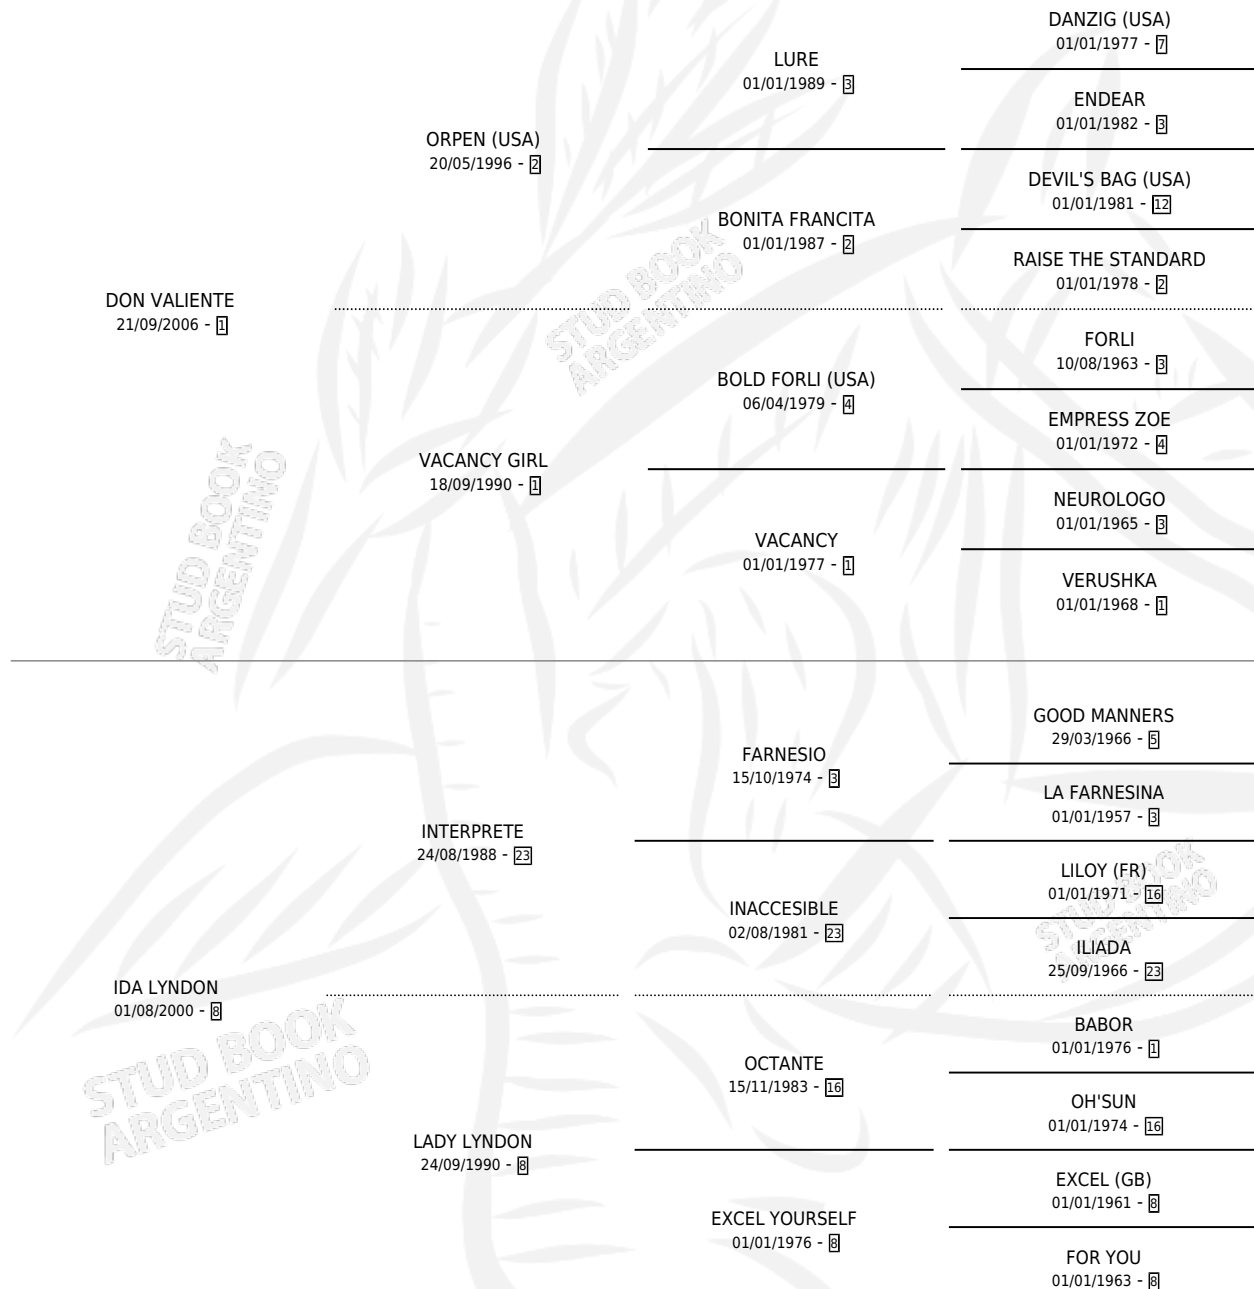 DON VALIENTE
21/09/2006 - 1
ORPEN (USA)
20/05/1996 - 2
VACANCY GIRL
18/09/1990 - 1
LURE
01/01/1989 - 3
BONITA FRANCITA
01/01/1987 - 2
BOLD FORLI (USA)
06/04/1979 - 4
VACANCY
01/01/1977 - 1
DANZIG (USA)
01/01/1977 - 7
ENDEAR
01/01/1982 - 3
DEVIL'S BAG (USA)
01/01/1981 - 12
RAISE THE STANDARD
01/01/1978 - 2
FORLI
10/08/1963 - 3
EMPRESS ZOE
01/01/1972 - 4
NEUROLOGO
01/01/1965 - 3
VERUSHKA
01/01/1968 - 1
IDA LYNDON
01/08/2000 - 8
INTERPRETE
24/08/1988 - 23
LADY LYNDON
24/09/1990 - 8
FARNESIO
15/10/1974 - 3
INACCESIBLE
02/08/1981 - 23
OCTANTE
15/11/1983 - 16
EXCEL YOURSELF
01/01/1976 - 8
GOOD MANNERS
29/03/1966 - 5
LA FARNESINA
01/01/1957 - 3
LILOY (FR)
01/01/1971 - 16
ILIADA
25/09/1966 - 23
BABOR
01/01/1976 - 1
OH'SUN
01/01/1974 - 16
EXCEL (GB)
01/01/1961 - 8
FOR YOU
01/01/1963 - 8
STUD BOOK
ARGENTINO
STUD BOOK
ARGENTINO
STUD BOOK
ARGENTINO
STUD BOOK
ARGENTINO